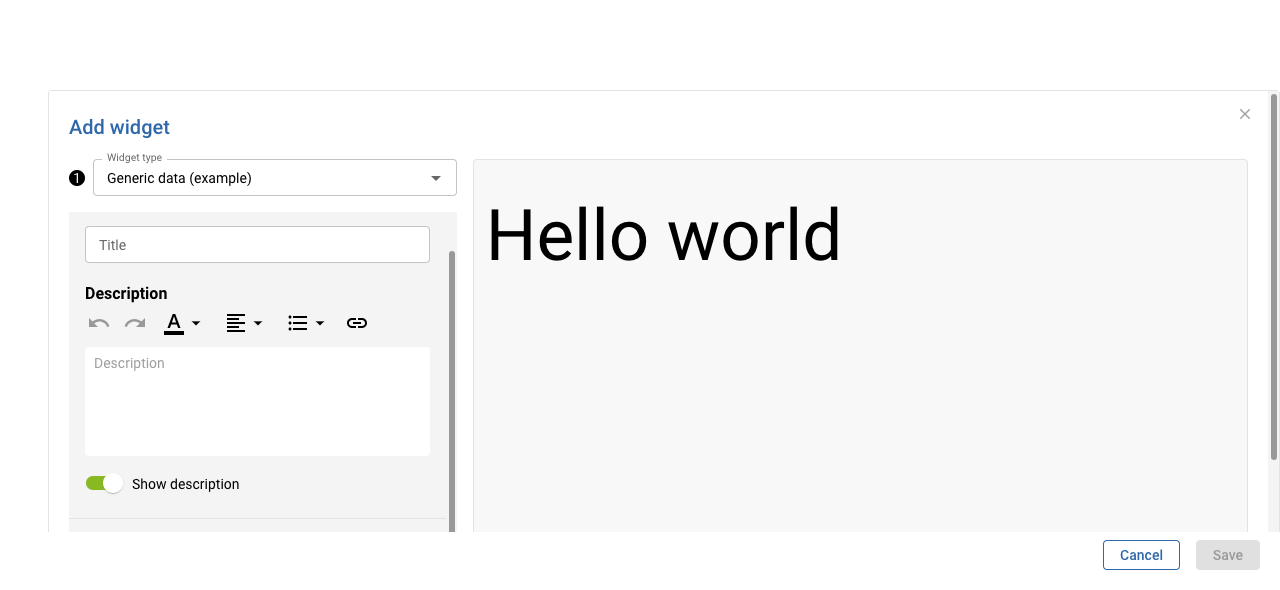 Add widget
Widget type
1
Generic data (example)
Title
Description
A
Description
Show description
Hello world
Cancel
Save